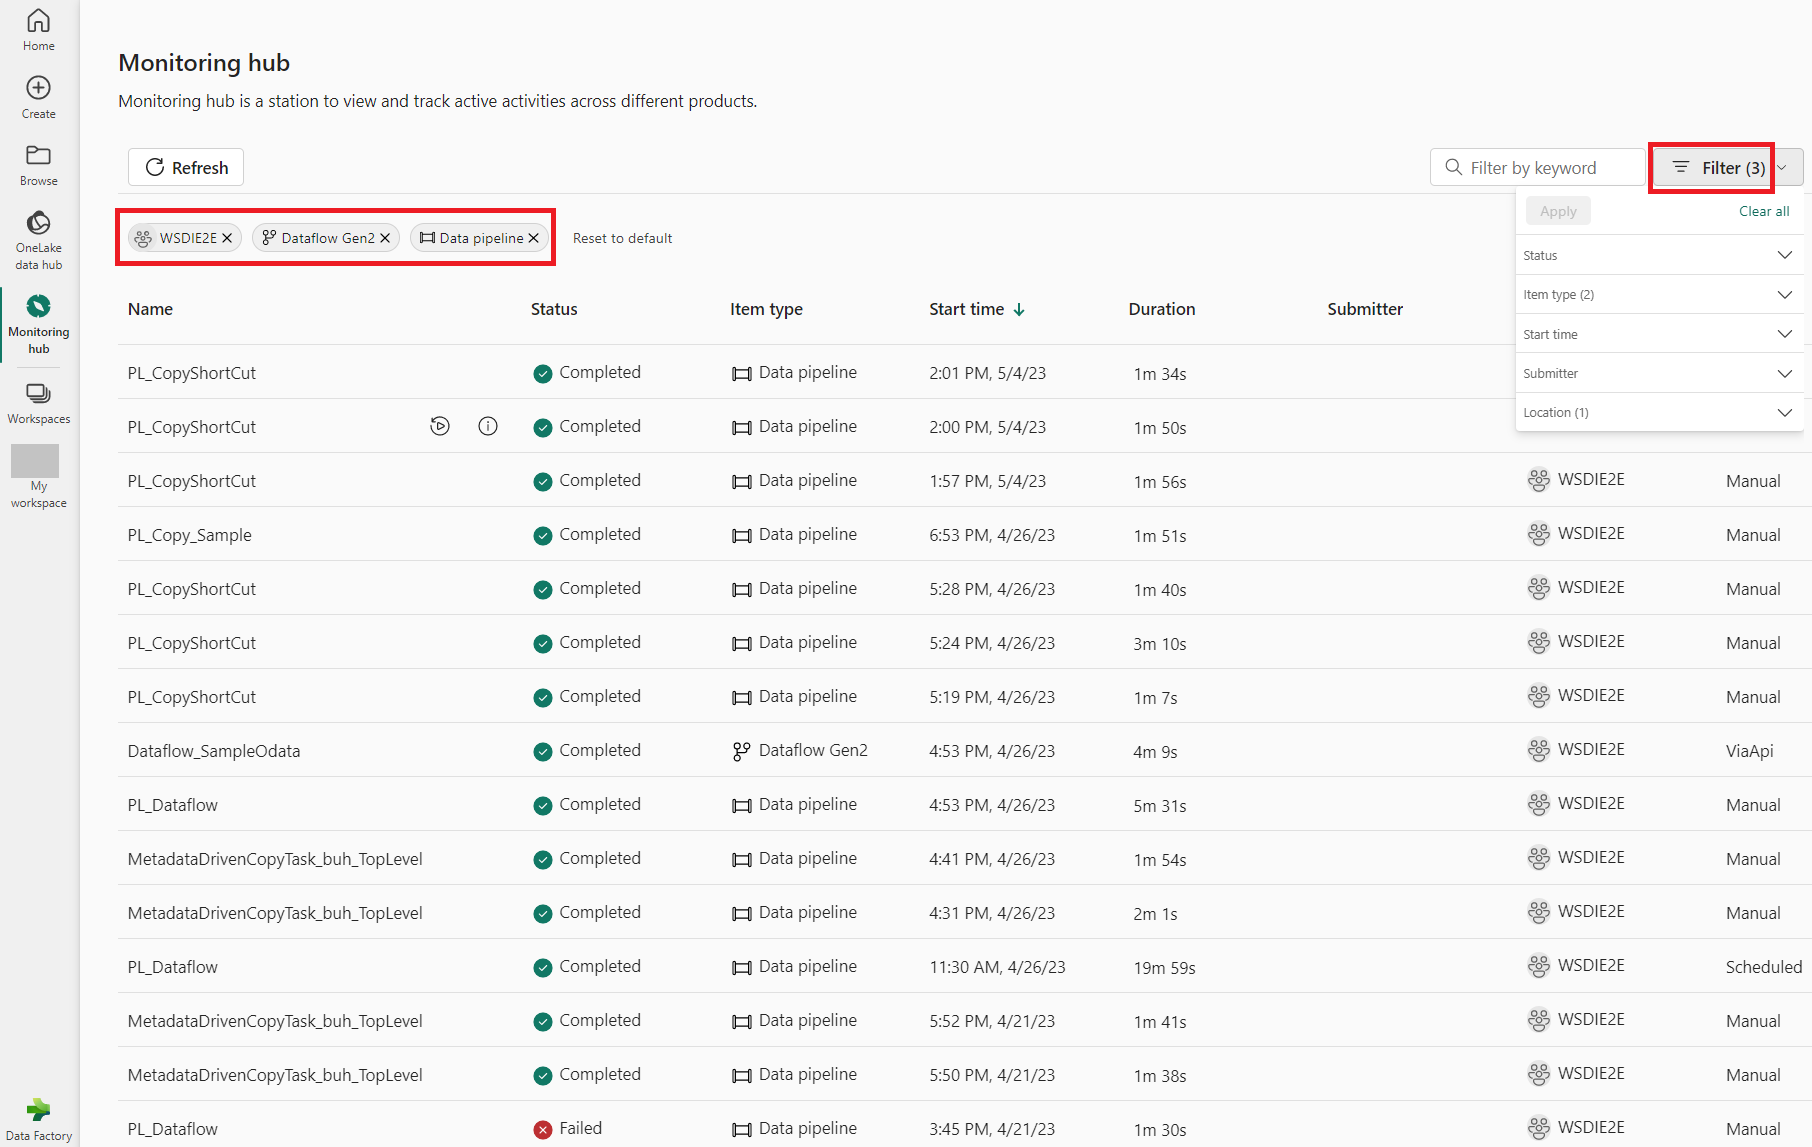 Home
Create
Browse
OneLake
data hub
Monitoring
hub
Workspaces
My
workspace
Data Factory
Monitoring hub
Monitoring hub is a station to view and track active activities across different products.
Refresh
Filter by keyword
Filter (3)
WSDIE2E
Dataflow Gen2
Data pipeline
Reset to default
Apply
Clear all
Status
Item type (2)
Start time
Submitter
Location (1)
Name Status Item type Start time Duration Submitter
PL_CopyShortCut Completed Data pipeline 2:01 PM, 5/4/23 1m 34s
PL_CopyShortCut Completed Data pipeline 2:00 PM, 5/4/23 1m 50s
PL_CopyShortCut Completed Data pipeline 1:57 PM, 5/4/23 1m 56s WSDIE2E Manual
PL_Copy_Sample Completed Data pipeline 6:53 PM, 4/26/23 1m 51s WSDIE2E Manual
PL_CopyShortCut Completed Data pipeline 5:28 PM, 4/26/23 1m 40s WSDIE2E Manual
PL_CopyShortCut Completed Data pipeline 5:24 PM, 4/26/23 3m 10s WSDIE2E Manual
PL_CopyShortCut Completed Data pipeline 5:19 PM, 4/26/23 1m 7s WSDIE2E Manual
Dataflow_SampleOdata Completed Dataflow Gen2 4:53 PM, 4/26/23 4m 9s WSDIE2E ViaApi
PL_Dataflow Completed Data pipeline 4:53 PM, 4/26/23 5m 31s WSDIE2E Manual
MetadataDrivenCopyTask_buh_TopLevel Completed Data pipeline 4:41 PM, 4/26/23 1m 54s WSDIE2E Manual
MetadataDrivenCopyTask_buh_TopLevel Completed Data pipeline 4:31 PM, 4/26/23 2m 1s WSDIE2E Manual
PL_Dataflow Completed Data pipeline 11:30 AM, 4/26/23 19m 59s WSDIE2E Scheduled
MetadataDrivenCopyTask_buh_TopLevel Completed Data pipeline 5:52 PM, 4/21/23 1m 41s WSDIE2E Manual
MetadataDrivenCopyTask_buh_TopLevel Completed Data pipeline 5:50 PM, 4/21/23 1m 38s WSDIE2E Manual
PL_Dataflow Failed Data pipeline 3:45 PM, 4/21/23 1m 30s WSDIE2E Manual